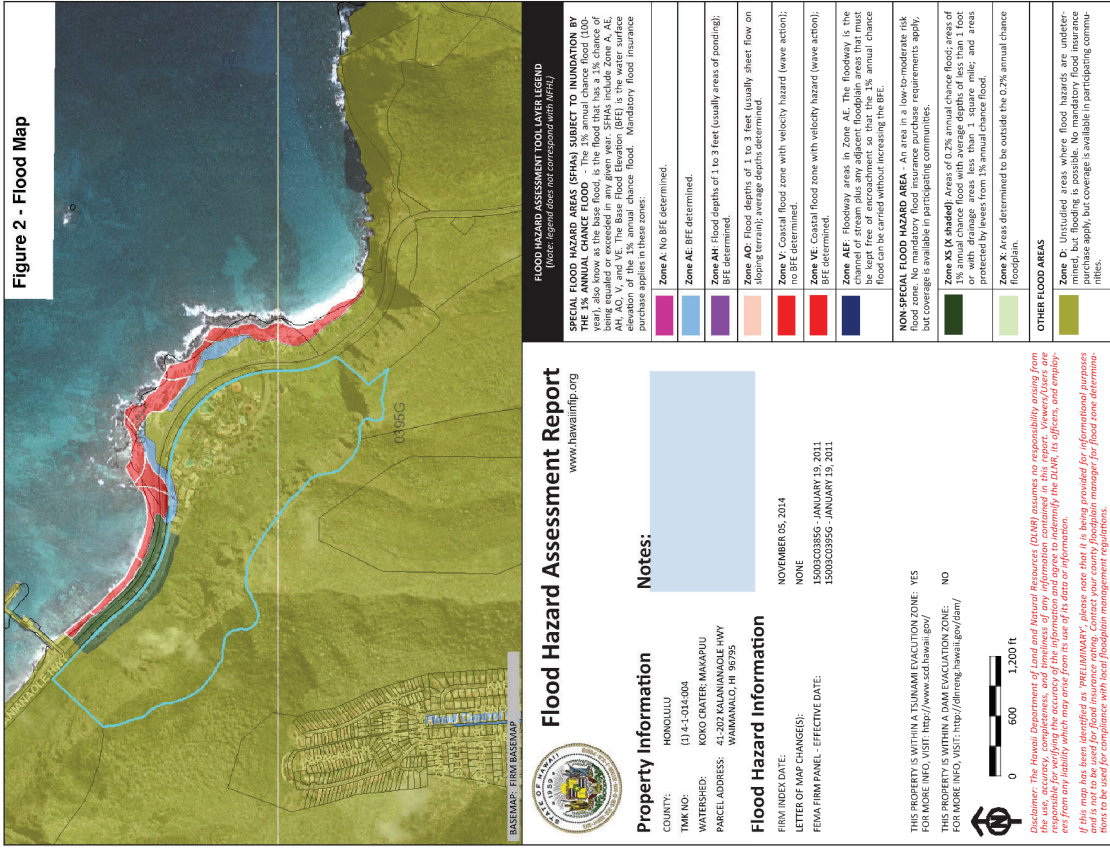 Figure 2 - Flood Map
KALANIANAOLE HWY
0395G
BASEMAP: FIRM BASEMAP
STATE OF HAWAII
1959
Flood Hazard Assessment Report
www.hawaiinfip.org
Property Information
COUNTY: HONOLULU
TMK NO: (1) 4-1-014:004
WATERSHED: KOKO CRATER; MAKAPUU
PARCEL ADDRESS: 41-202 KALANIANAOLE HWY
WAIMANALO, HI 96795
Notes:
Flood Hazard Information
FIRM INDEX DATE: NOVEMBER 05, 2014
LETTER OF MAP CHANGE(S): NONE
FEMA FIRM PANEL - EFFECTIVE DATE: 15003C0385G - JANUARY 19, 2011
15003C0395G - JANUARY 19, 2011
THIS PROPERTY IS WITHIN A TSUNAMI EVACUATION ZONE: YES
FOR MORE INFO, VISIT: http://www.scd.hawaii.gov/
THIS PROPERTY IS WITHIN A DAM EVACUATION ZONE: NO
FOR MORE INFO, VISIT: http://dlnreng.hawaii.gov/dam/
N
0 600 1,200 ft
Disclaimer: The Hawaii Department of Land and Natural Resources (DLNR) assumes no responsibility arising from
the use, accuracy, completeness, and timeliness of any information contained in this report. Viewers/Users are
responsible for verifying the accuracy of the information and agree to indemnify the DLNR, its officers, and employ-
ees from any liability which may arise from its use of its data or information.
If this map has been identified as 'PRELIMINARY', please note that it is being provided for informational purposes
and is not to be used for flood insurance rating. Contact your county floodplain manager for flood zone determina-
tions to be used for compliance with local floodplain management regulations.
FLOOD HAZARD ASSESSMENT TOOL LAYER LEGEND
(Note: legend does not correspond with NFHL)
SPECIAL FLOOD HAZARD AREAS (SFHAs) SUBJECT TO INUNDATION BY
THE 1% ANNUAL CHANCE FLOOD - The 1% annual chance flood (100-
year), also know as the base flood, is the flood that has a 1% chance of
being equaled or exceeded in any given year. SFHAs include Zone A, AE,
AH, AO, V, and VE. The Base Flood Elevation (BFE) is the water surface
elevation of the 1% annual chance flood. Mandatory flood insurance
purchase applies in these zones:
Zone A: No BFE determined.
Zone AE: BFE determined.
Zone AH: Flood depths of 1 to 3 feet (usually areas of ponding);
BFE determined.
Zone AO: Flood depths of 1 to 3 feet (usually sheet flow on
sloping terrain); average depths determined.
Zone V: Coastal flood zone with velocity hazard (wave action);
no BFE determined.
Zone VE: Coastal flood zone with velocity hazard (wave action);
BFE determined.
Zone AEF: Floodway areas in Zone AE. The floodway is the
channel of stream plus any adjacent floodplain areas that must
be kept free of encroachment so that the 1% annual chance
flood can be carried without increasing the BFE.
NON-SPECIAL FLOOD HAZARD AREA - An area in a low-to-moderate risk
flood zone. No mandatory flood insurance purchase requirements apply,
but coverage is available in participating communities.
Zone XS (X shaded): Areas of 0.2% annual chance flood; areas of
1% annual chance flood with average depths of less than 1 foot
or with drainage areas less than 1 square mile; and areas
protected by levees from 1% annual chance flood.
Zone X: Areas determined to be outside the 0.2% annual chance
floodplain.
OTHER FLOOD AREAS
Zone D: Unstudied areas where flood hazards are undeter-
mined, but flooding is possible. No mandatory flood insurance
purchase apply, but coverage is available in participating commu-
nities.